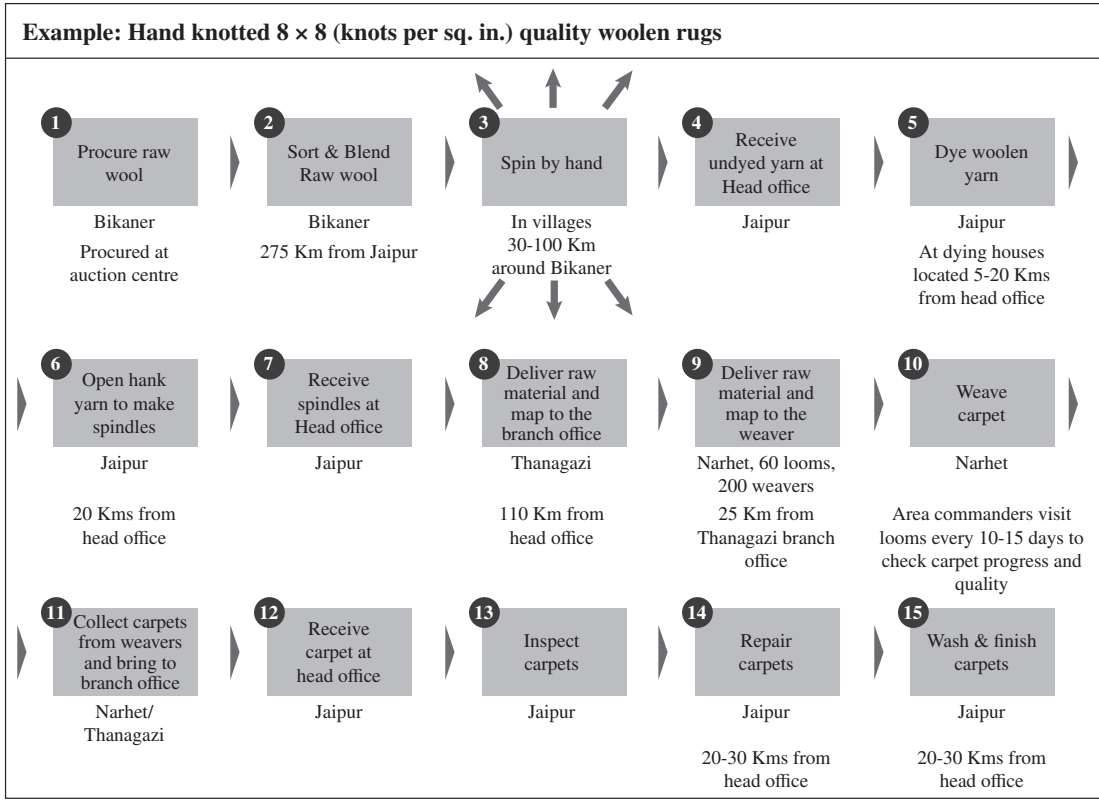 Example: Hand knotted 8 × 8 (knots per sq. in.) quality woolen rugs
1
Procure raw
wool
Bikaner
Procured at
auction centre
2
Sort & Blend
Raw wool
Bikaner
275 Km from Jaipur
3
Spin by hand
In villages
30-100 Km
around Bikaner
4
Receive
undyed yarn at
Head office
Jaipur
5
Dye woolen
yarn
Jaipur
At dying houses
located 5-20 Kms
from head office
6
Open hank
yarn to make
spindles
Jaipur
20 Kms from
head office
7
Receive
spindles at
Head office
Jaipur
8
Deliver raw
material and
map to the
branch office
Thanagazi
110 Km from
head office
9
Deliver raw
material and
map to the
weaver
Narhet, 60 looms,
200 weavers
25 Km from
Thanagazi branch
office
10
Weave
carpet
Narhet
Area commanders visit
looms every 10-15 days to
check carpet progress and
quality
11
Collect carpets
from weavers
and bring to
branch office
Narhet/
Thanagazi
12
Receive
carpet at
head office
Jaipur
13
Inspect
carpets
Jaipur
14
Repair
carpets
Jaipur
20-30 Kms from
head office
15
Wash & finish
carpets
Jaipur
20-30 Kms from
head office